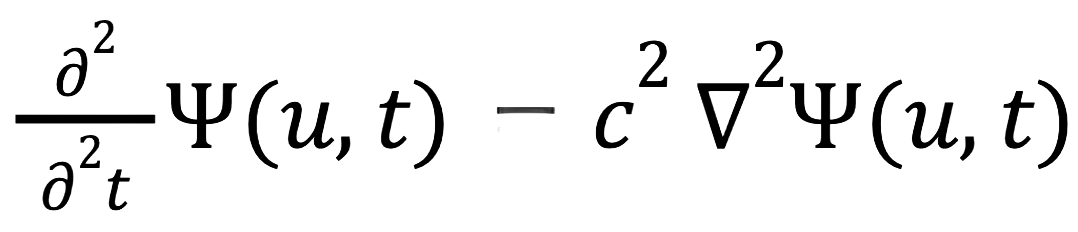 ∂²/∂²t Ψ(u, t) − c² ∇²Ψ(u, t)